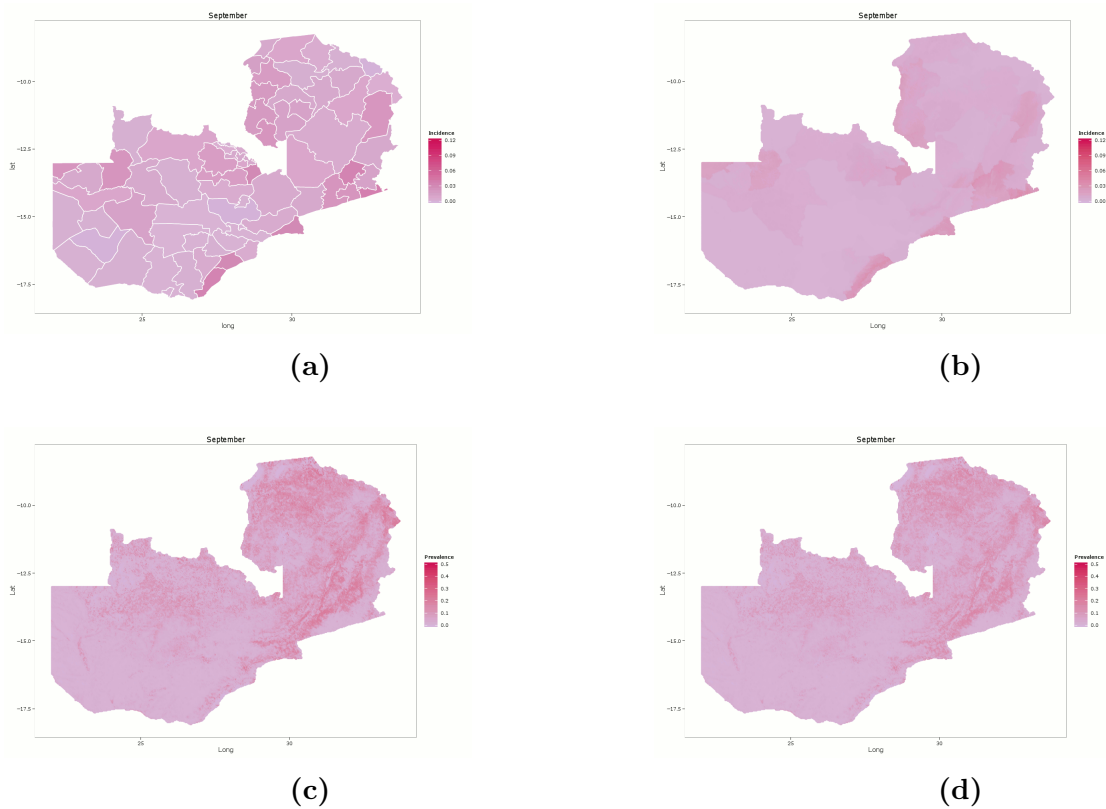 September
−10.0
−12.5
−15.0
−17.5
lat
25
30
long
Incidence
0.12
0.09
0.06
0.03
0.00
(a)
September
−10.0
−12.5
−15.0
−17.5
Lat
25
30
Long
Incidence
0.12
0.09
0.06
0.03
0.00
(b)
September
−10.0
−12.5
−15.0
−17.5
Lat
25
30
Long
Prevalence
0.5
0.4
0.3
0.2
0.1
0.0
(c)
September
−10.0
−12.5
−15.0
−17.5
Lat
25
30
Long
Prevalence
0.5
0.4
0.3
0.2
0.1
0.0
(d)